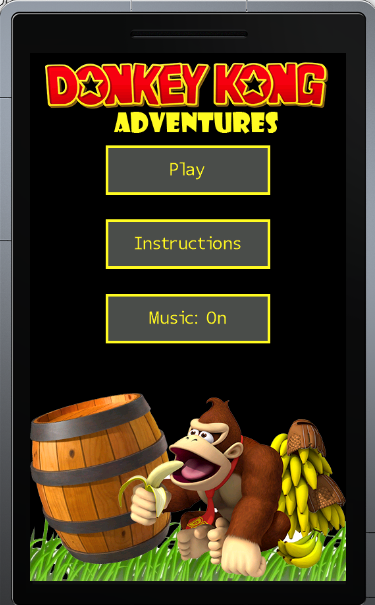 DONKEY KONG
ADVENTURES
Play
Instructions
Music: On